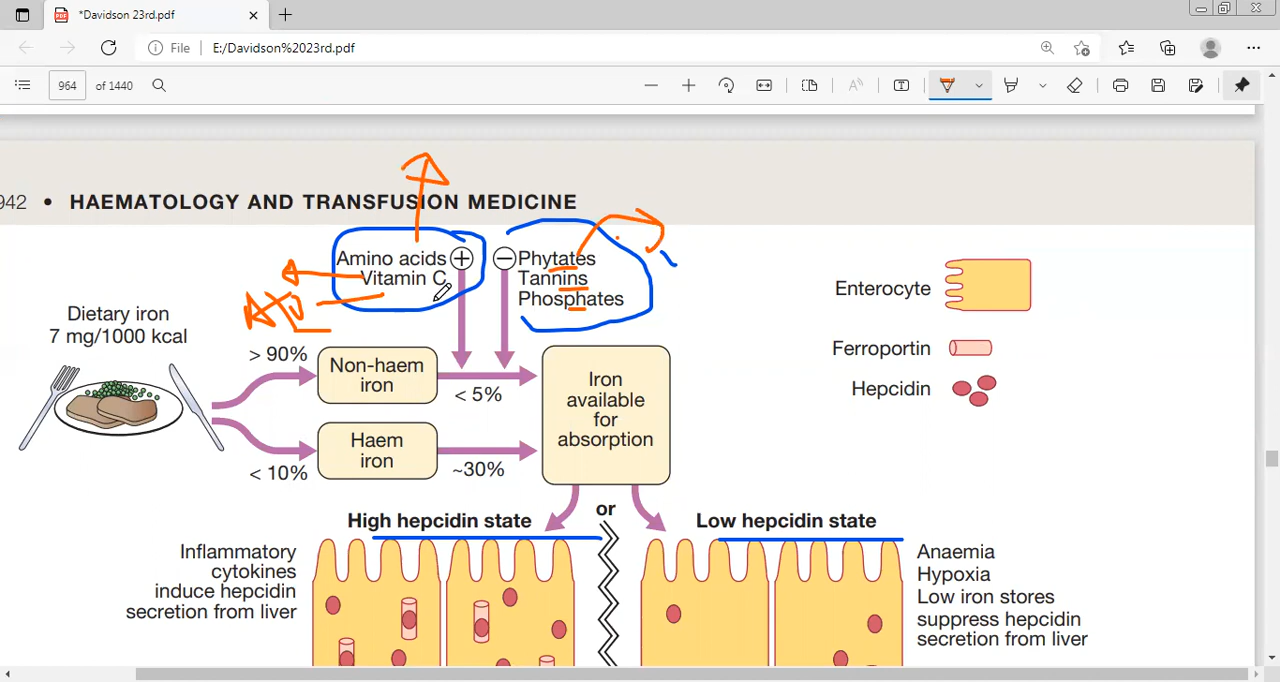 *Davidson 23rd.pdf
File
E:/Davidson%2023rd.pdf
964
of 1440
942 • HAEMATOLOGY AND TRANSFUSION MEDICINE
Amino acids +
Vitamin C
− Phytates
Tannins
Phosphates
Dietary iron
7 mg/1000 kcal
> 90%
Non-haem
iron
< 5%
< 10%
Haem
iron
~30%
Iron
available
for
absorption
Enterocyte
Ferroportin
Hepcidin
High hepcidin state
or
Low hepcidin state
Inflammatory
cytokines
induce hepcidin
secretion from liver
Anaemia
Hypoxia
Low iron stores
suppress hepcidin
secretion from liver